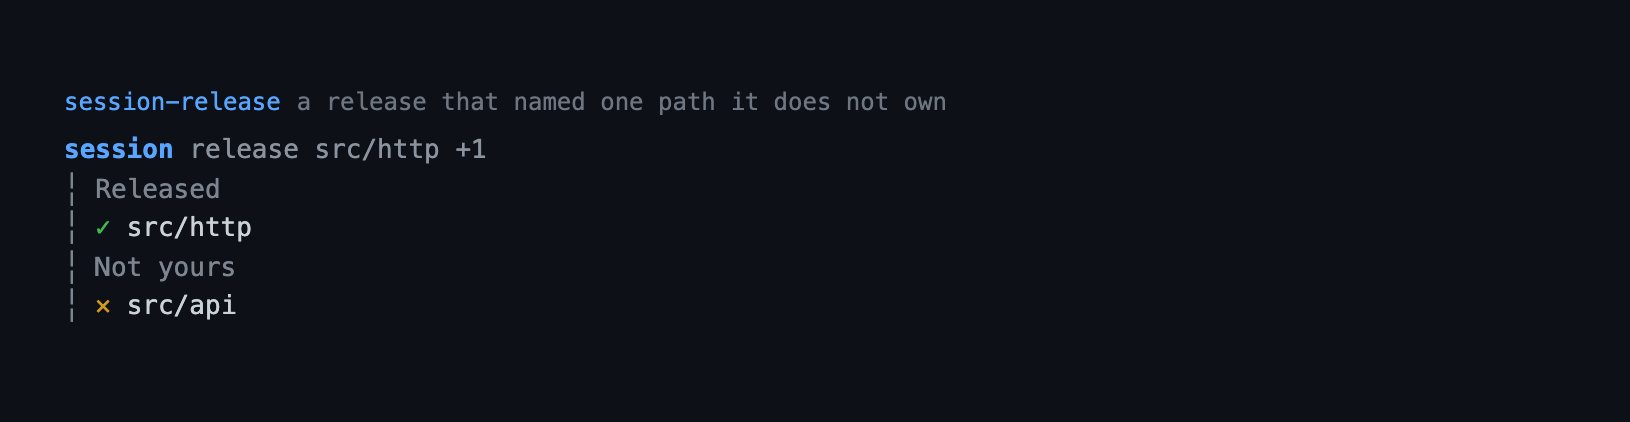 session-release a release that named one path it does not own
session release src/http +1
Released
✓ src/http
Not yours
× src/api